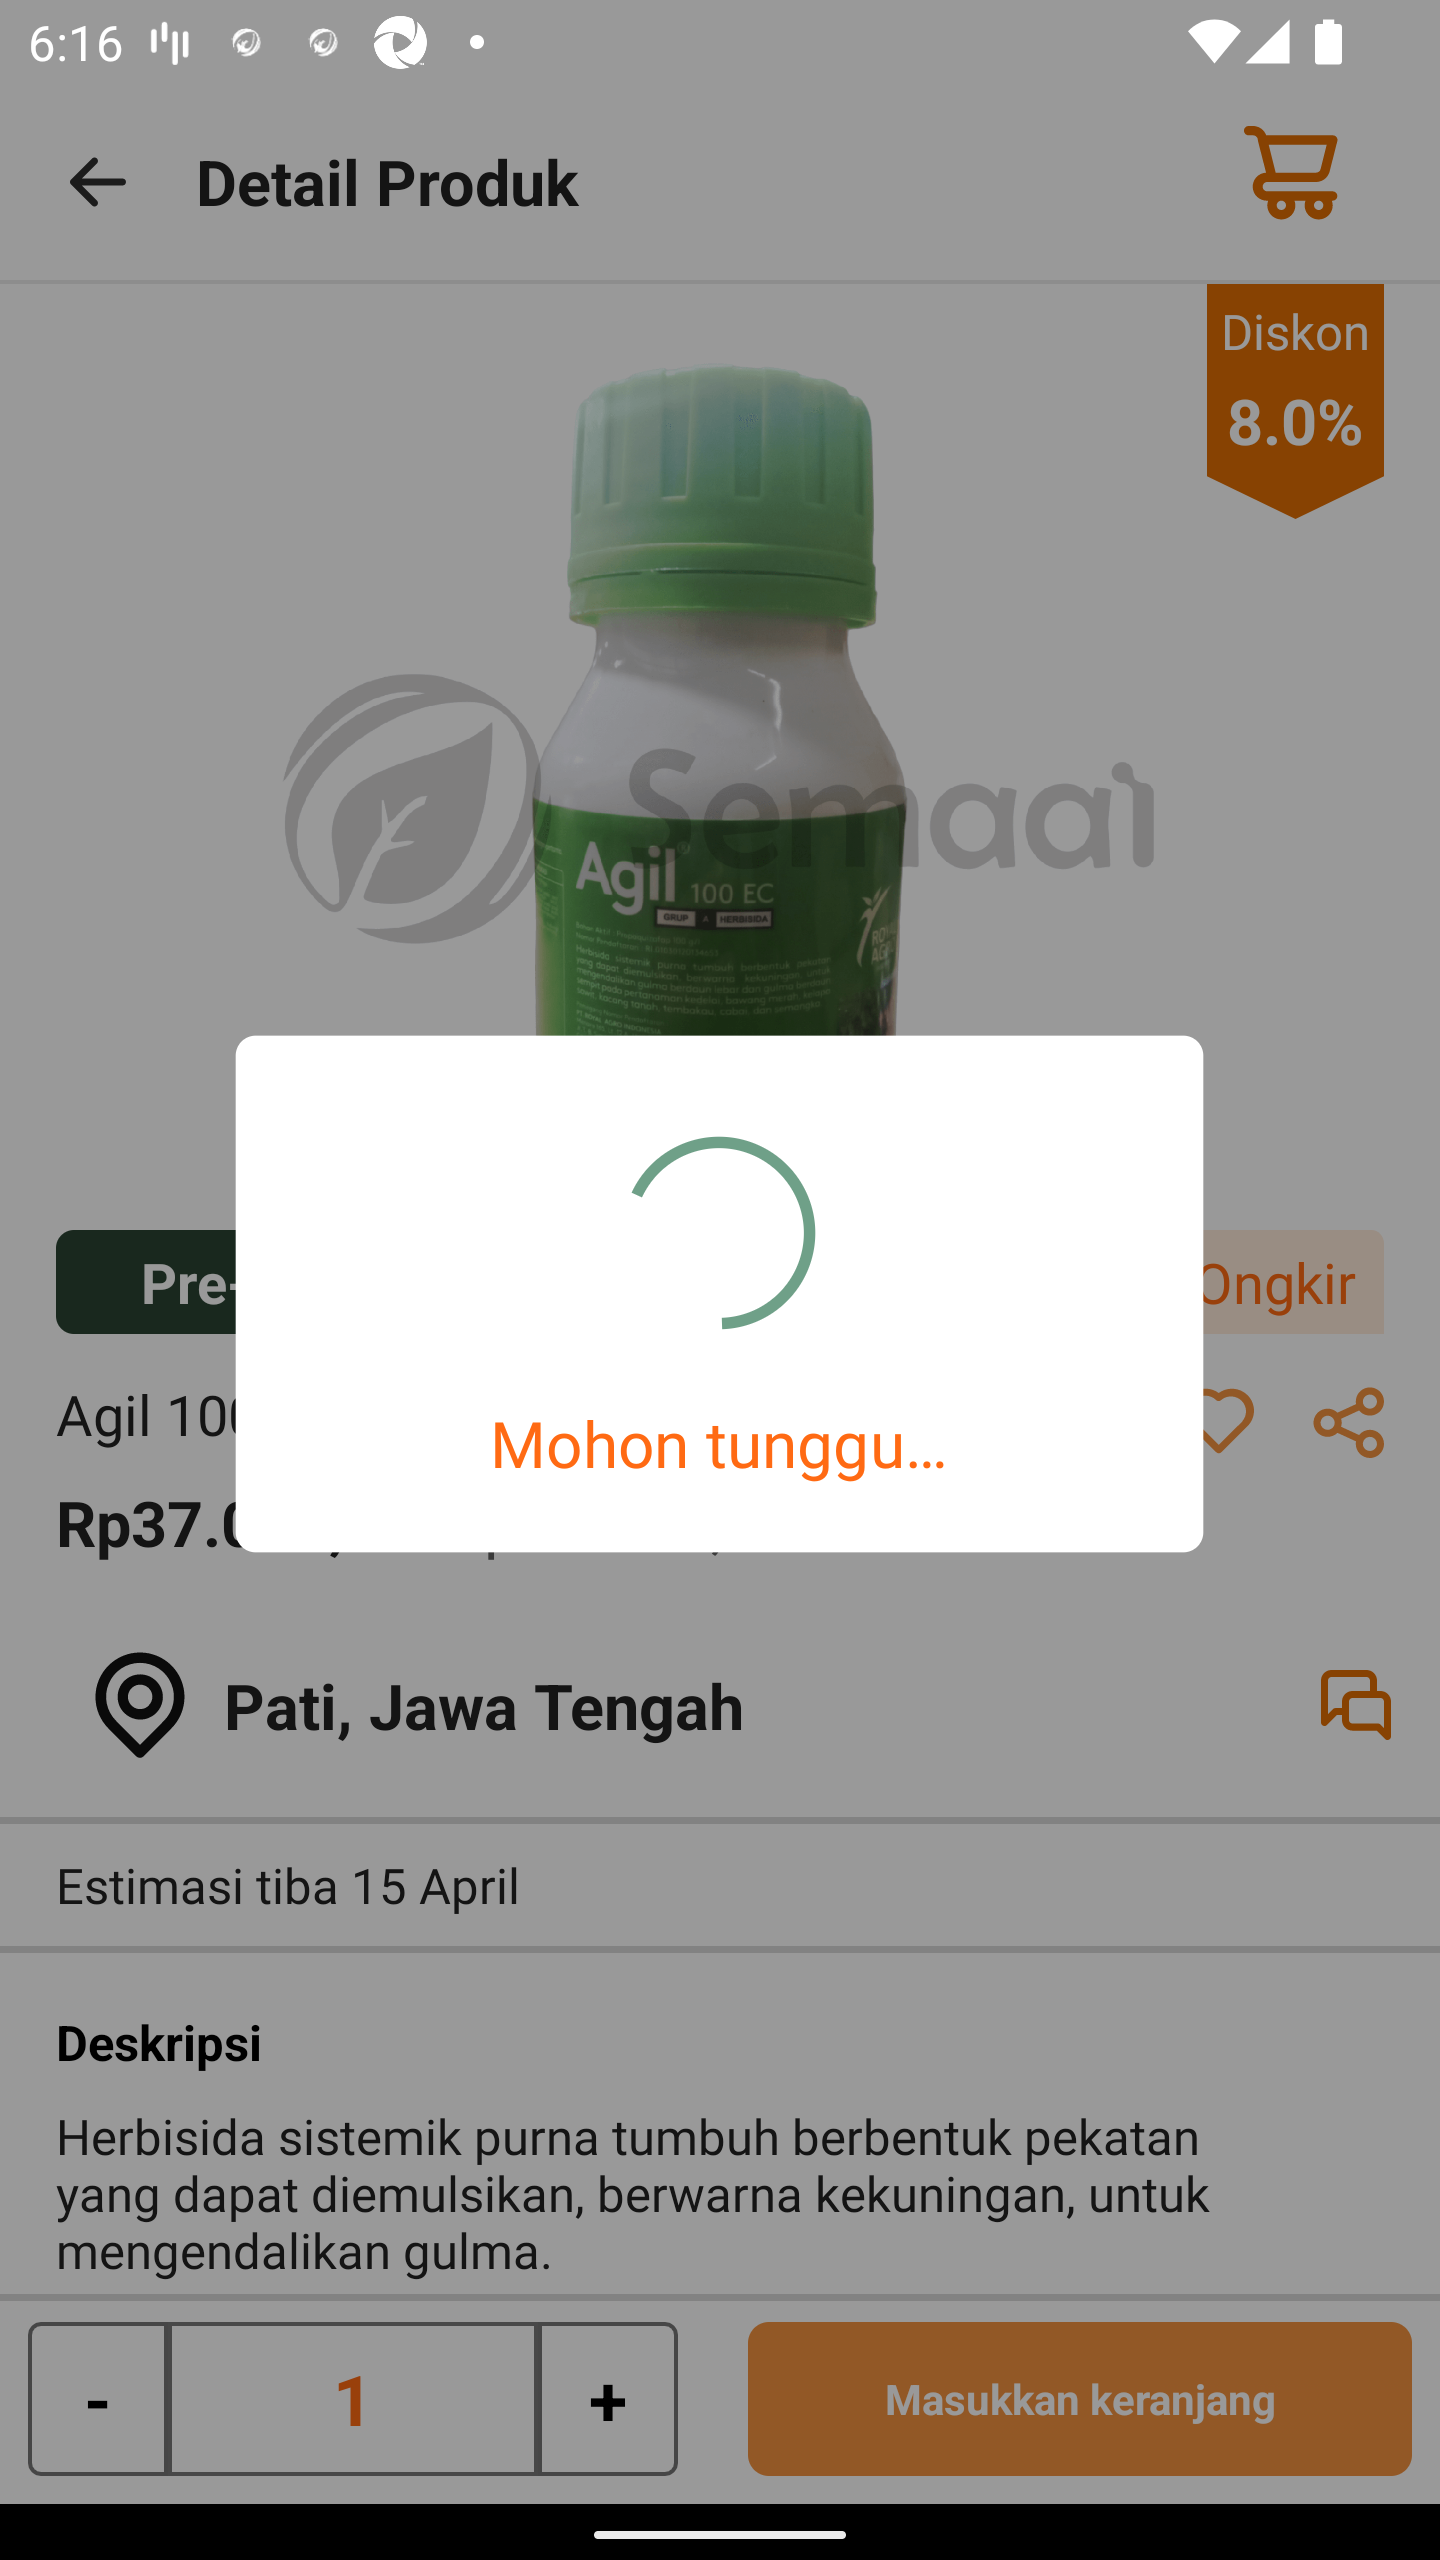 6:16
Detail Produk
Diskon
8.0%
Semaai
Agil®
100 EC
GRUP A HERBISIDA
Pre-
Ongkir
Agil 100
Mohon tunggu...
Rp37.0
Pati, Jawa Tengah
Estimasi tiba 15 April
Deskripsi
Herbisida sistemik purna tumbuh berbentuk pekatan
yang dapat diemulsikan, berwarna kekuningan, untuk
mengendalikan gulma.
- 1 +
Masukkan keranjang